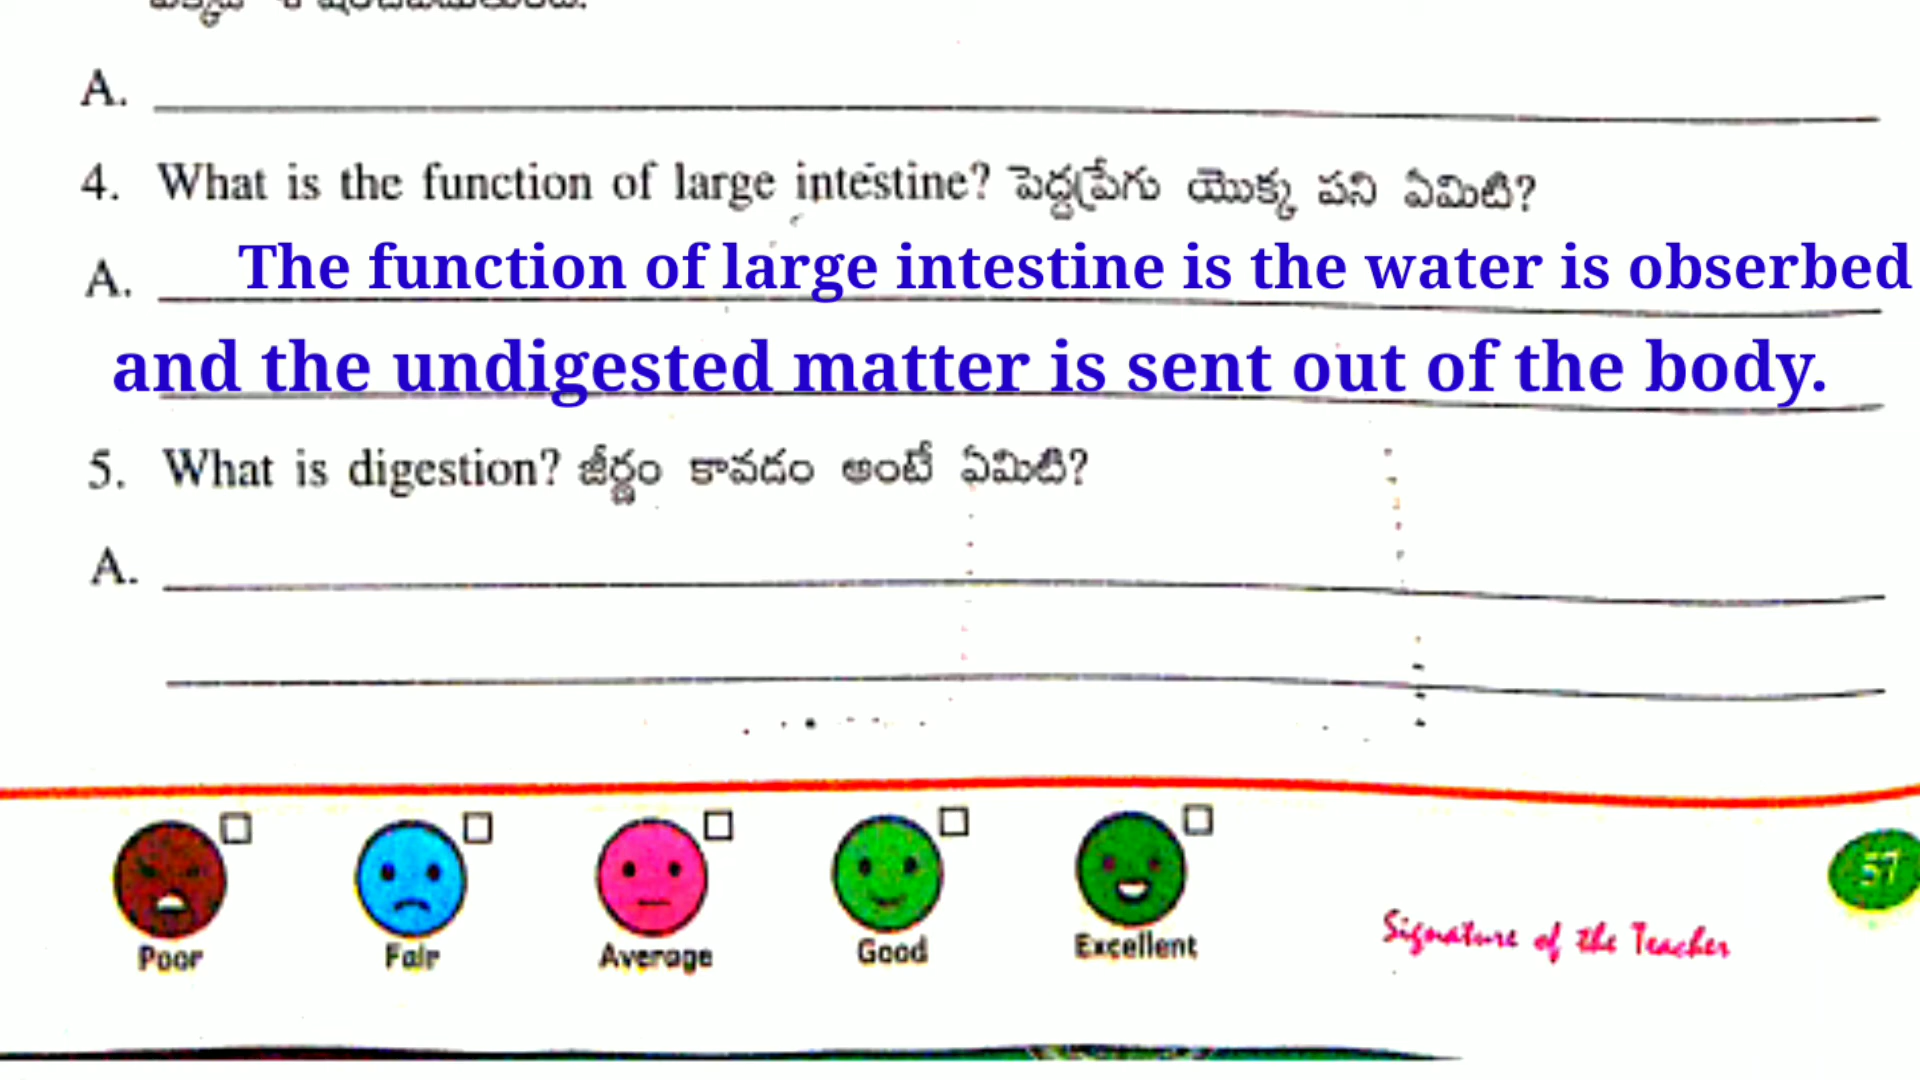 A.
4. What is the function of large intestine? పెద్దప్రేగు యొక్క పని ఏమిటి?
A. The function of large intestine is the water is obserbed
and the undigested matter is sent out of the body.
5. What is digestion? జీర్ణం కావడం అంటే ఏమిటి?
A.
Poor Fair Average Good Excellent
Signature of the Teacher
57